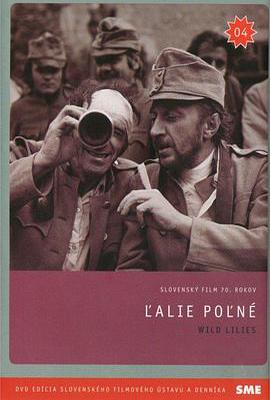 04
SLOVENSKÝ FILM 70. ROKOV
ĽALIE POĽNÉ
WILD LILIES
DVD EDÍCIA SLOVENSKÉHO FILMOVÉHO ÚSTAVU A DENNÍKA SME